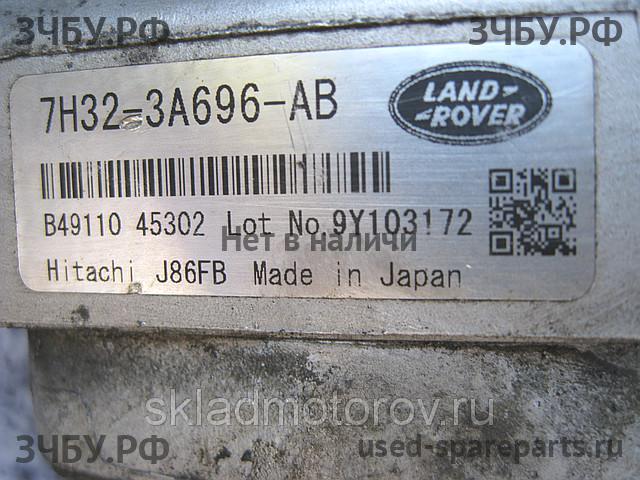 ЗЧБУ.РФ ЗЧБУ.РФ
7H32-3A696-AB
LAND-
-ROVER
B49110 45302 Lot No.9Y103172
Нет в наличии
Hitachi J86FB Made in Japan
skladmotorov.ru
ЗЧБУ.РФ used-spareparts.ru